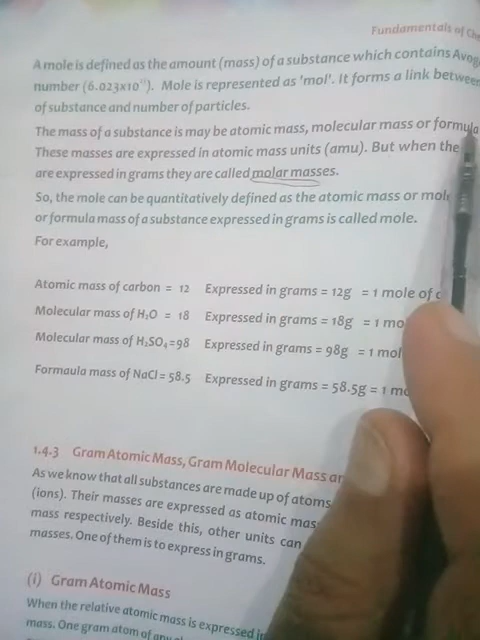 Fundamentals of
A mole is defined as the amount (mass) of a substance which contains
number (6.023x10²³). Mole is represented as 'mol'. It forms a link between
of substance and number of particles.
The mass of a substance is may be atomic mass, molecular mass or formula
These masses are expressed in atomic mass units (amu). But when the
are expressed in grams they are called molar masses.
So, the mole can be quantitatively defined as the atomic mass or
or formula mass of a substance expressed in grams is called mole.
For example,
Atomic mass of carbon = 12 Expressed in grams = 12g = 1 mole of
Molecular mass of H₂O = 18 Expressed in grams = 18g = 1
Molecular mass of H₂SO₄=98 Expressed in grams = 98g = 1
Formaula mass of NaCl = 58.5 Expressed in grams = 58.5g = 1
1.4.3 Gram Atomic Mass, Gram Molecular Mass
As we know that all substances are made up of atoms
(ions). Their masses are expressed as atomic
mass respectively. Beside this, other units can
masses. One of them is to express in grams.
(i) Gram Atomic Mass
When the relative atomic mass is expressed
mass. One gram atom of